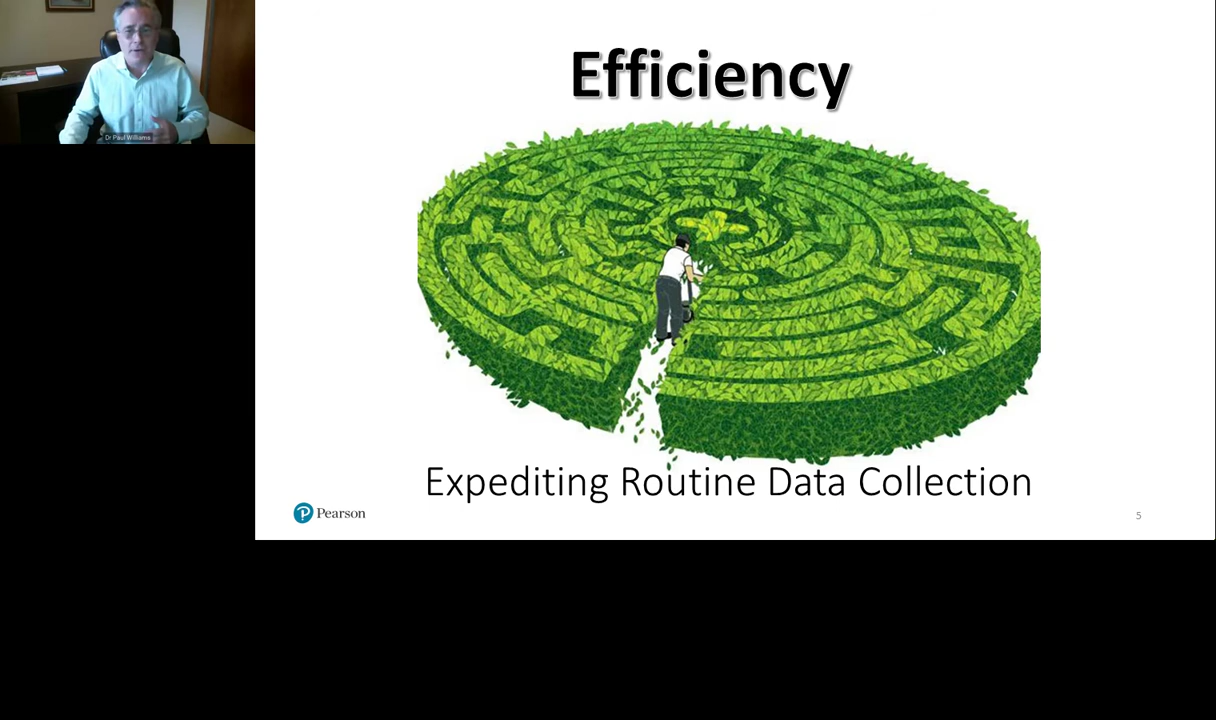 Dr Paul Williams
Efficiency
Expediting Routine Data Collection
Pearson
5